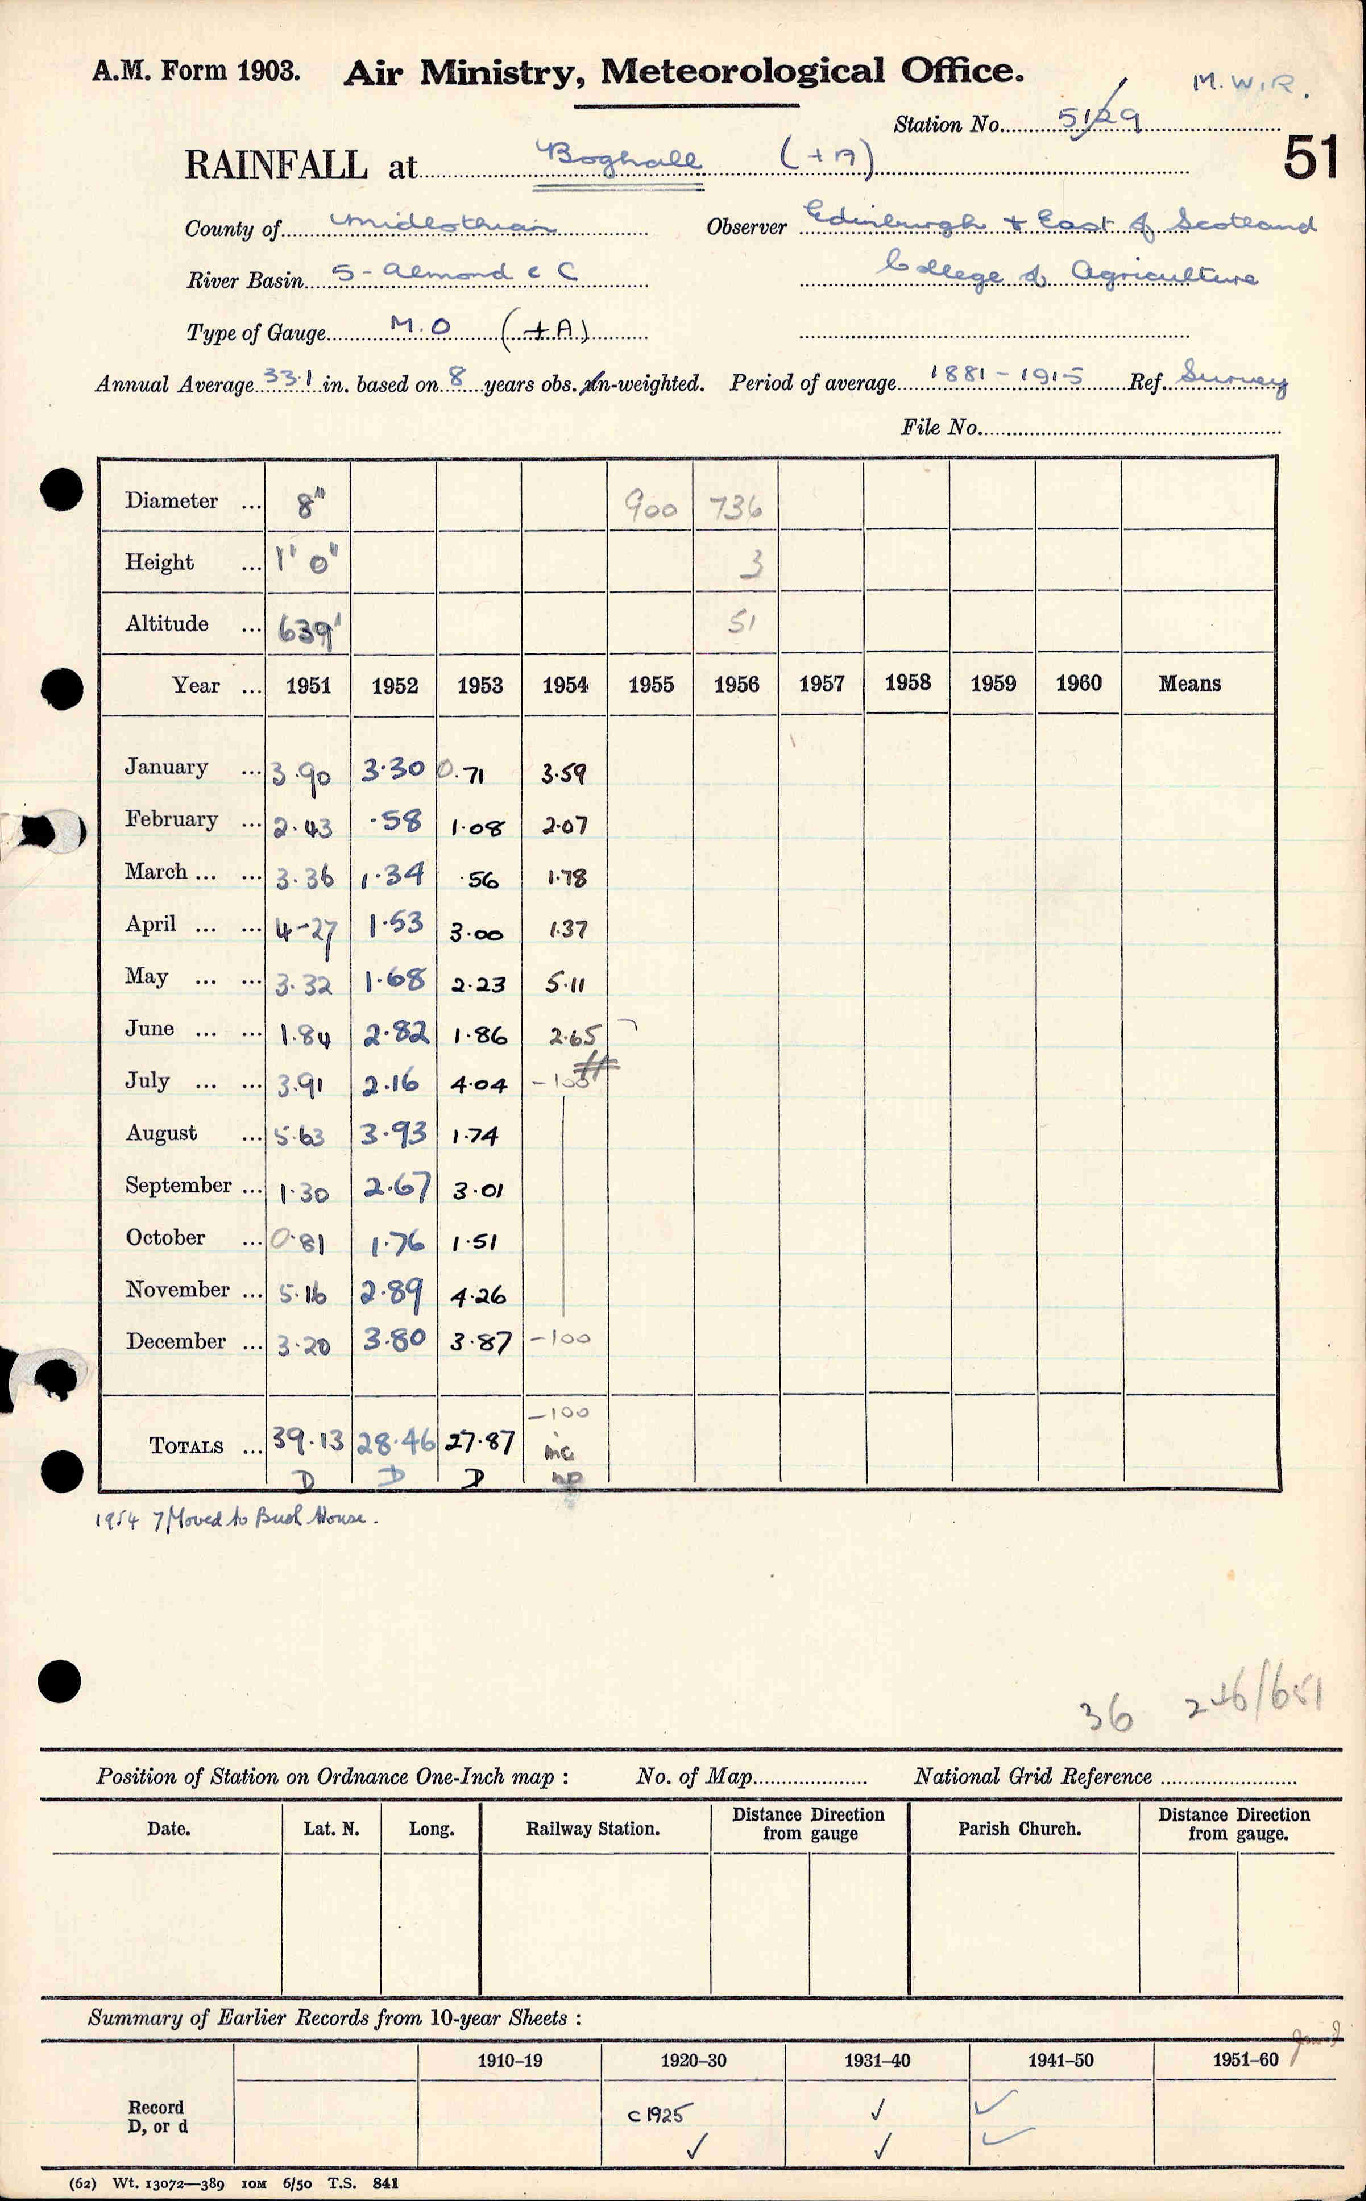 A.M. Form 1903. Air Ministry, Meteorological Office.
M.W.R.
Station No. 5129
51
RAINFALL at Boghall (+A)
County of Midlothian Observer Edinburgh & East of Scotland
River Basin 5 - Almond e C College of Agriculture
Type of Gauge M.O (+A)
Annual Average 33.1 in. based on 8 years obs. un-weighted. Period of average 1881-1915 Ref. Survey
File No.
Diameter ... 8" 900 736
Height ... 1' 0" 3
Altitude ... 639' 51
Year ... 1951 1952 1953 1954 1955 1956 1957 1958 1959 1960 Means
January ... 3.90 3.30 0.71 3.59
February ... 2.43 .58 1.08 2.07
March ... ... 3.36 1.34 .56 1.78
April ... ... 4-27 1.53 3.00 1.37
May ... ... 3.32 1.68 2.23 5.11
June ... ... 1.84 2.82 1.86 2.65
July ... ... 3.91 2.16 4.04 -100
August ... 5.63 3.93 1.74
September ... 1.30 2.67 3.01
October ... 0.81 1.76 1.51
November ... 5.16 2.89 4.26
December ... 3.20 3.80 3.87 -100
-100
TOTALS ... 39.13 28.46 27.87 inc
D D D
1954 7 Moved to Bush House.
36 246/651
Position of Station on Ordnance One-Inch map : No. of Map National Grid Reference
Date. Lat. N. Long. Railway Station. Distance Direction from gauge Parish Church. Distance Direction from gauge.
Summary of Earlier Records from 10-year Sheets :
1910-19 1920-30 1931-40 1941-50 1951-60
Record c1925 ✓ ✓
D, or d ✓ ✓ ✓
(62) Wt. 13072—389 10M 6/50 T.S. 841